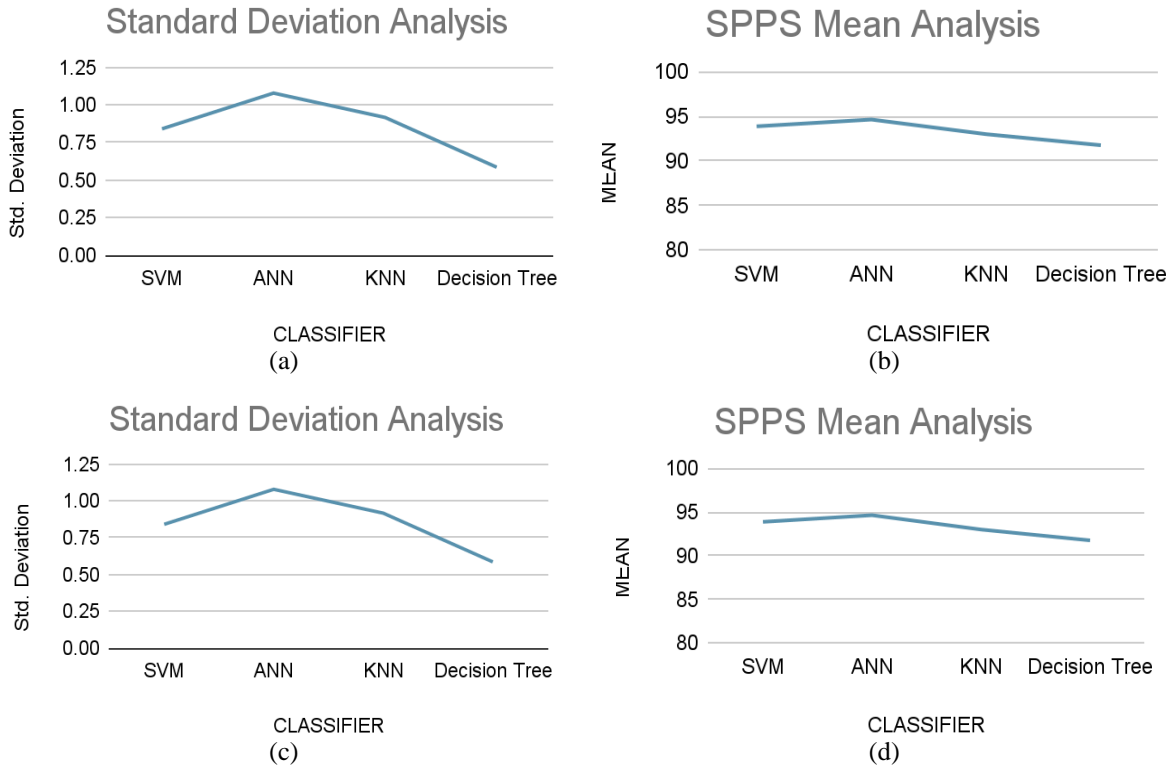 Standard Deviation Analysis
1.25
1.00
0.75
0.50
0.25
0.00
Std. Deviation
SVM ANN KNN Decision Tree
CLASSIFIER
(a)
SPPS Mean Analysis
100
95
90
85
80
MEAN
SVM ANN KNN Decision Tree
CLASSIFIER
(b)
Standard Deviation Analysis
1.25
1.00
0.75
0.50
0.25
0.00
Std. Deviation
SVM ANN KNN Decision Tree
CLASSIFIER
(c)
SPPS Mean Analysis
100
95
90
85
80
MEAN
SVM ANN KNN Decision Tree
CLASSIFIER
(d)